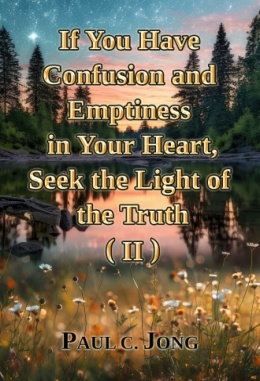 If You Have
Confusion and
Emptiness
in Your Heart,
Seek the Light of
the Truth
( II )
PAUL C. JONG